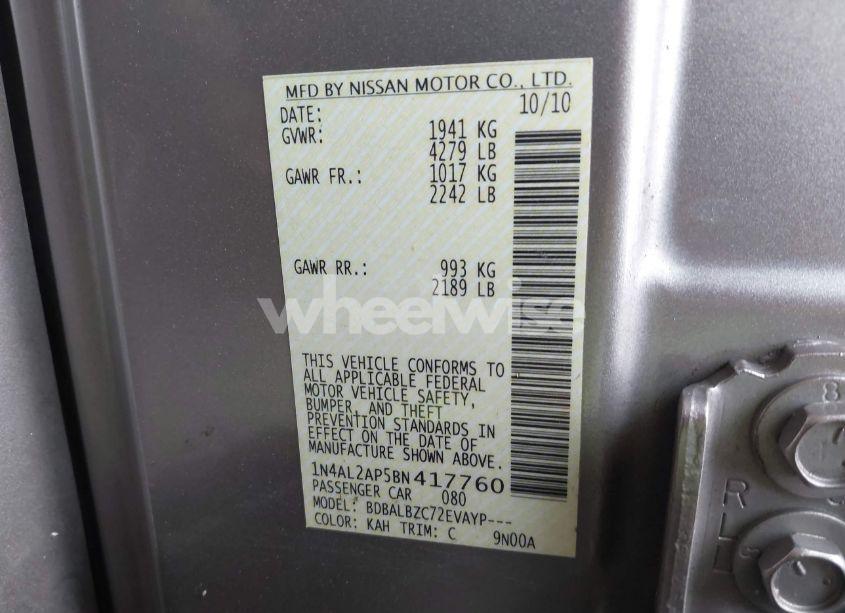 MFD BY NISSAN MOTOR CO., LTD.
DATE: 10/10
GVWR: 1941 KG
4279 LB
GAWR FR.: 1017 KG
2242 LB
GAWR RR.: 993 KG
2189 LB
wheelwise
THIS VEHICLE CONFORMS TO
ALL APPLICABLE FEDERAL
MOTOR VEHICLE SAFETY,
BUMPER, AND THEFT
PREVENTION STANDARDS IN
EFFECT ON THE DATE OF
MANUFACTURE SHOWN ABOVE.
1N4AL2AP5BN417760
PASSENGER CAR 080
MODEL: BDBALBZC72EVAYP---
COLOR: KAH TRIM: C 9N00A
8
R
L